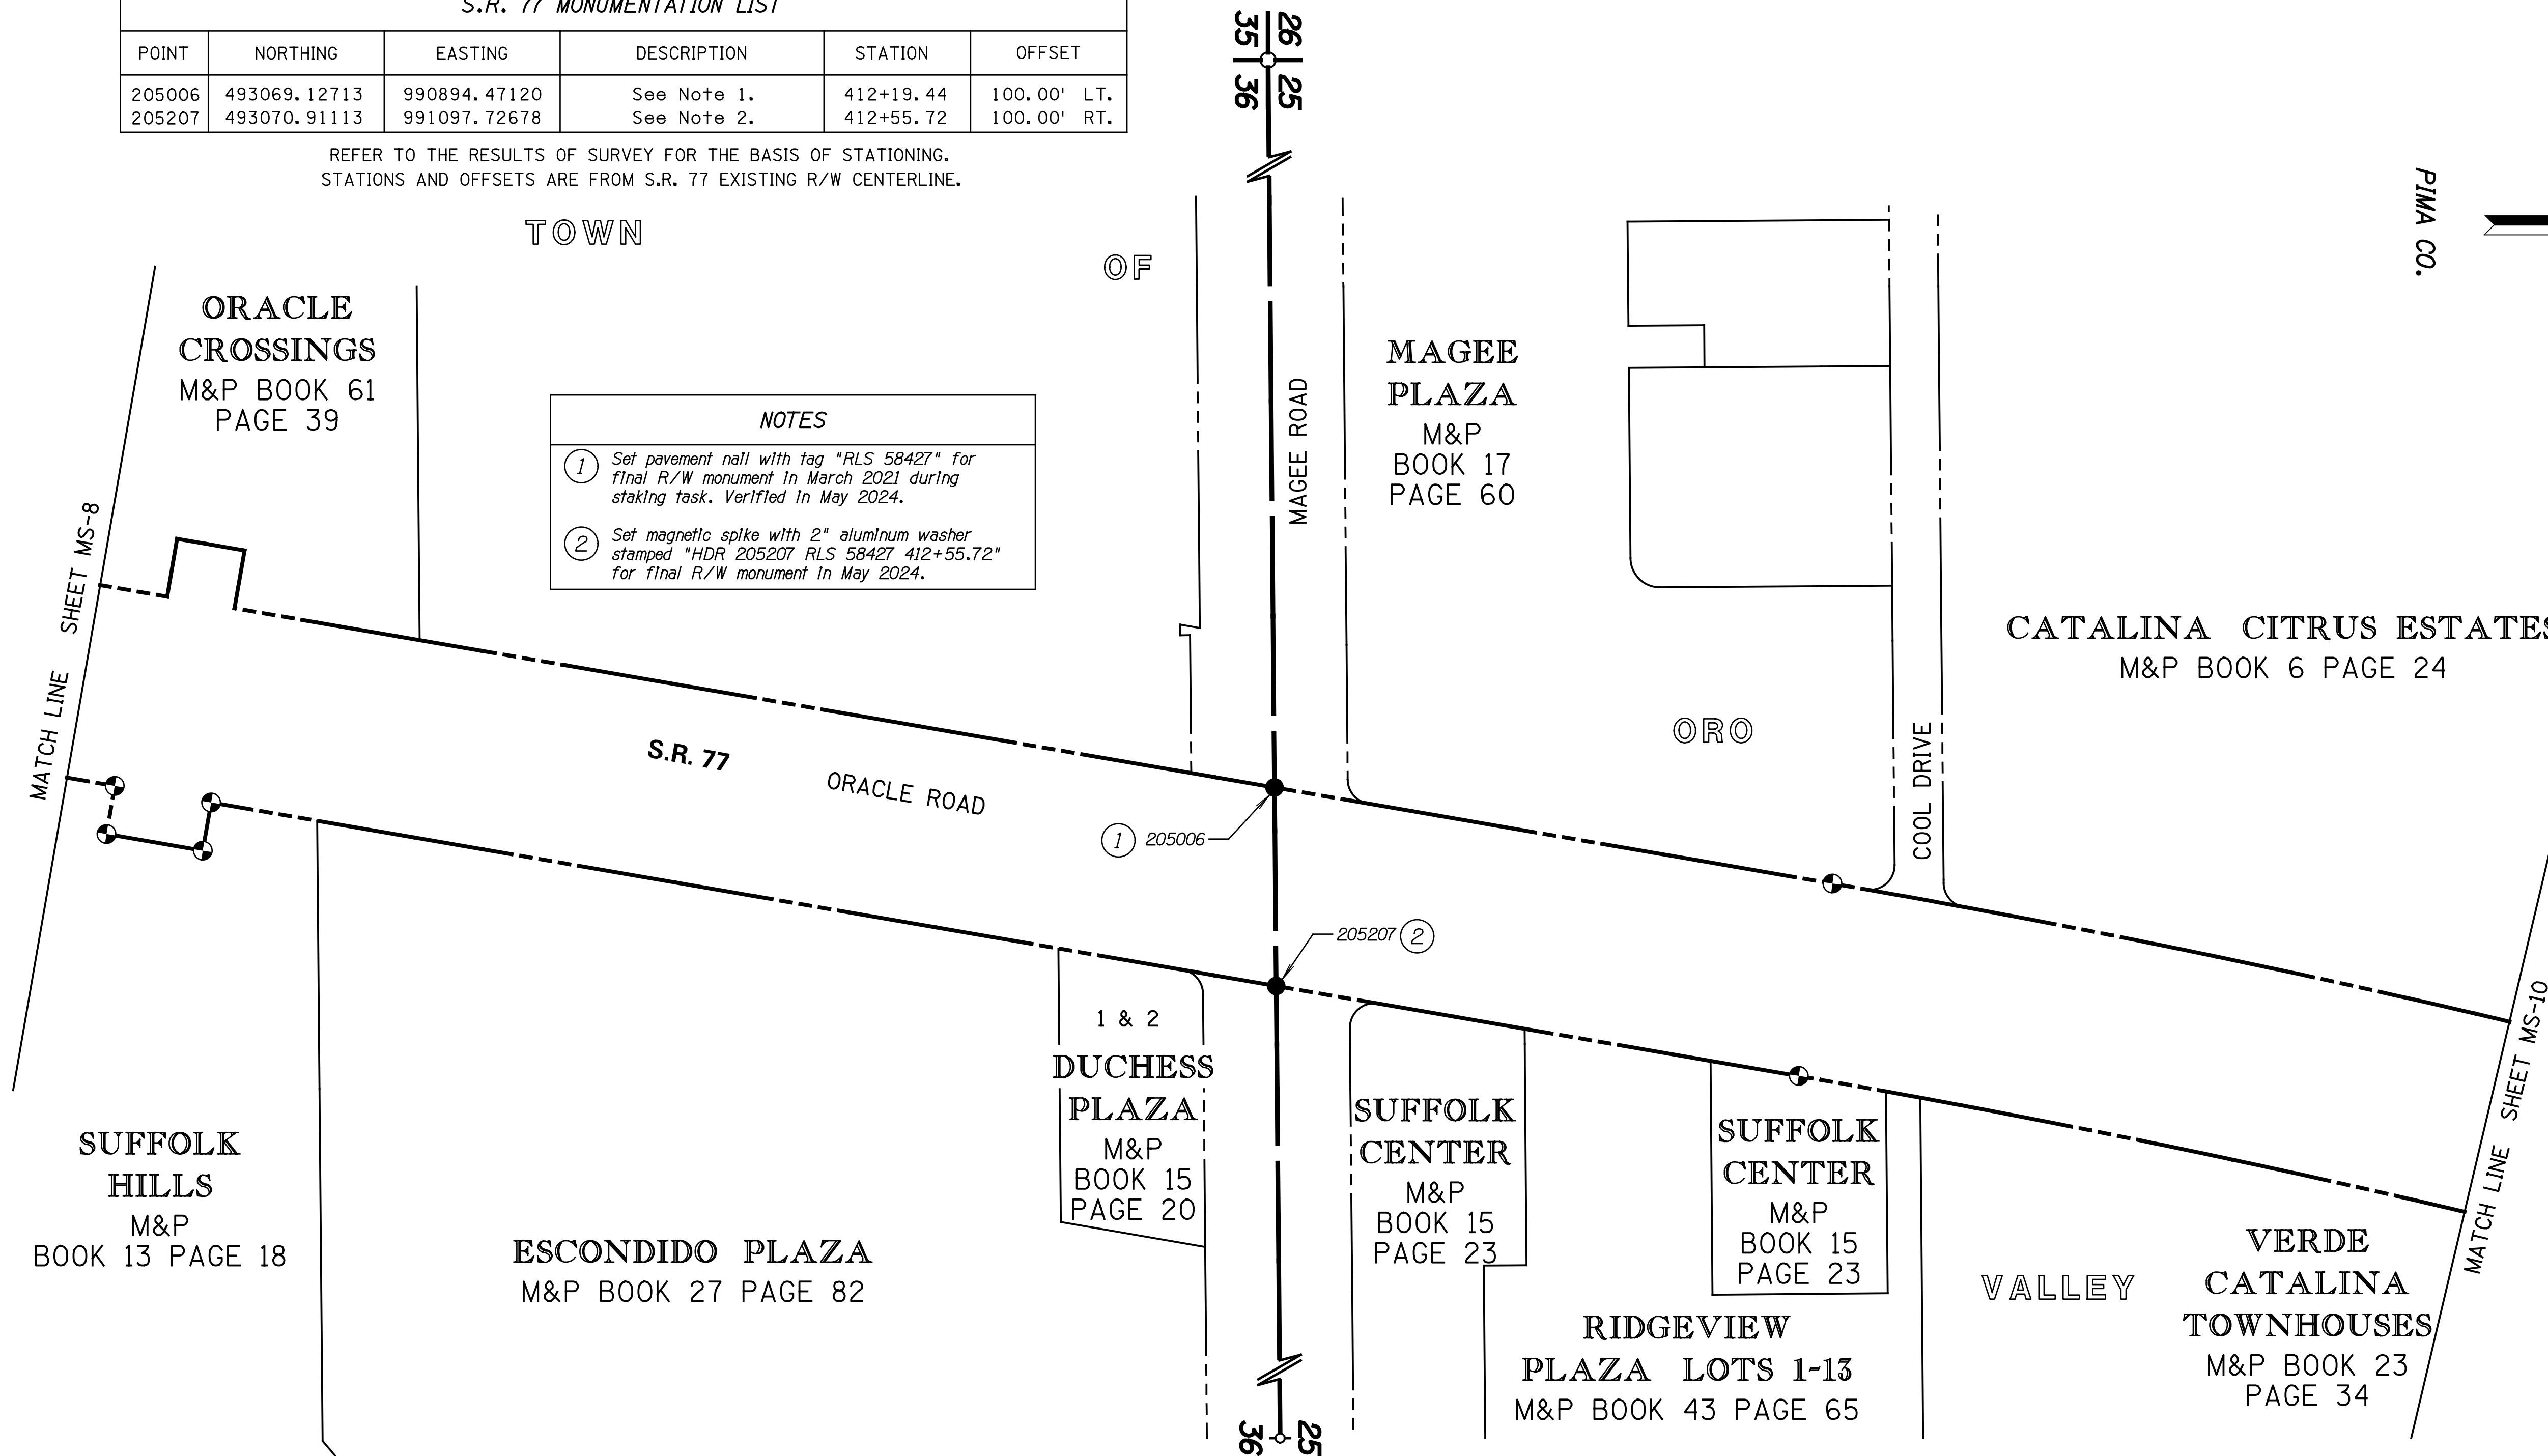 S.R. 77 MONUMENTATION LIST
POINT NORTHING EASTING DESCRIPTION STATION OFFSET
205006 493069.12713 990894.47120 See Note 1. 412+19.44 100.00' LT.
205207 493070.91113 991097.72678 See Note 2. 412+55.72 100.00' RT.
REFER TO THE RESULTS OF SURVEY FOR THE BASIS OF STATIONING.
STATIONS AND OFFSETS ARE FROM S.R. 77 EXISTING R/W CENTERLINE.
26
35
25
36
PIMA CO.
TOWN
OF
ORACLE
CROSSINGS
M&P BOOK 61
PAGE 39
NOTES
1 Set pavement nail with tag "RLS 58427" for
final R/W monument in March 2021 during
staking task. Verified in May 2024.
2 Set magnetic spike with 2" aluminum washer
stamped "HDR 205207 RLS 58427 412+55.72"
for final R/W monument in May 2024.
MAGEE ROAD
MAGEE
PLAZA
M&P
BOOK 17
PAGE 60
CATALINA CITRUS ESTATES
M&P BOOK 6 PAGE 24
ORO
COOL DRIVE
MATCH LINE SHEET MS-8
S.R. 77
ORACLE ROAD
1 205006
205207 2
MATCH LINE SHEET MS-10
1 & 2
DUCHESS
PLAZA
M&P
BOOK 15
PAGE 20
SUFFOLK
CENTER
M&P
BOOK 15
PAGE 23
SUFFOLK
CENTER
M&P
BOOK 15
PAGE 23
SUFFOLK
HILLS
M&P
BOOK 13 PAGE 18
ESCONDIDO PLAZA
M&P BOOK 27 PAGE 82
VALLEY
VERDE
CATALINA
TOWNHOUSES
M&P BOOK 23
PAGE 34
RIDGEVIEW
PLAZA LOTS 1-13
M&P BOOK 43 PAGE 65
36
25